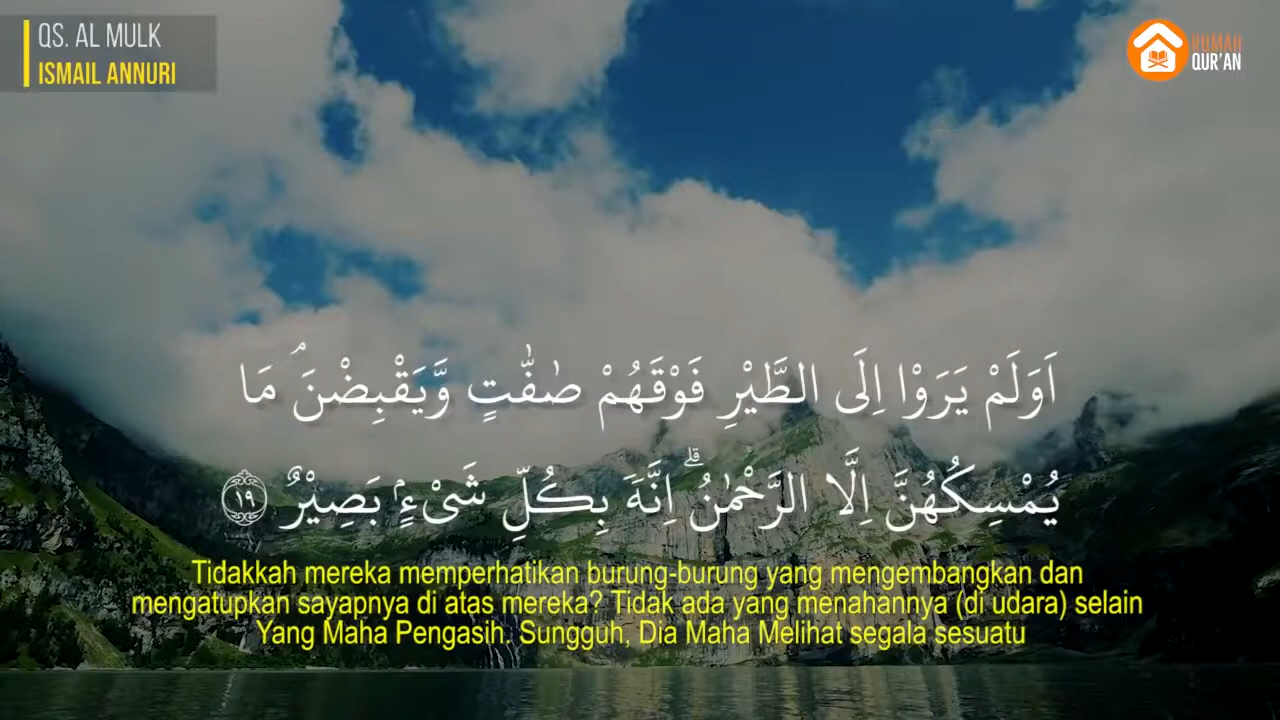 QS. AL MULK
ISMAIL ANNURI
RUMAH
QUR'AN
اَوَلَمْ يَرَوْا اِلَى الطَّيْرِ فَوْقَهُمْ صٰۤفّٰتٍ وَّيَقْبِضْنَۘ مَا
يُمْسِكُهُنَّ اِلَّا الرَّحْمٰنُۗ اِنَّهٗ بِكُلِّ شَيْءٍۢ بَصِيْرٌ ١٩
Tidakkah mereka memperhatikan burung-burung yang mengembangkan dan
mengatupkan sayapnya di atas mereka? Tidak ada yang menahannya (di udara) selain
Yang Maha Pengasih. Sungguh, Dia Maha Melihat segala sesuatu